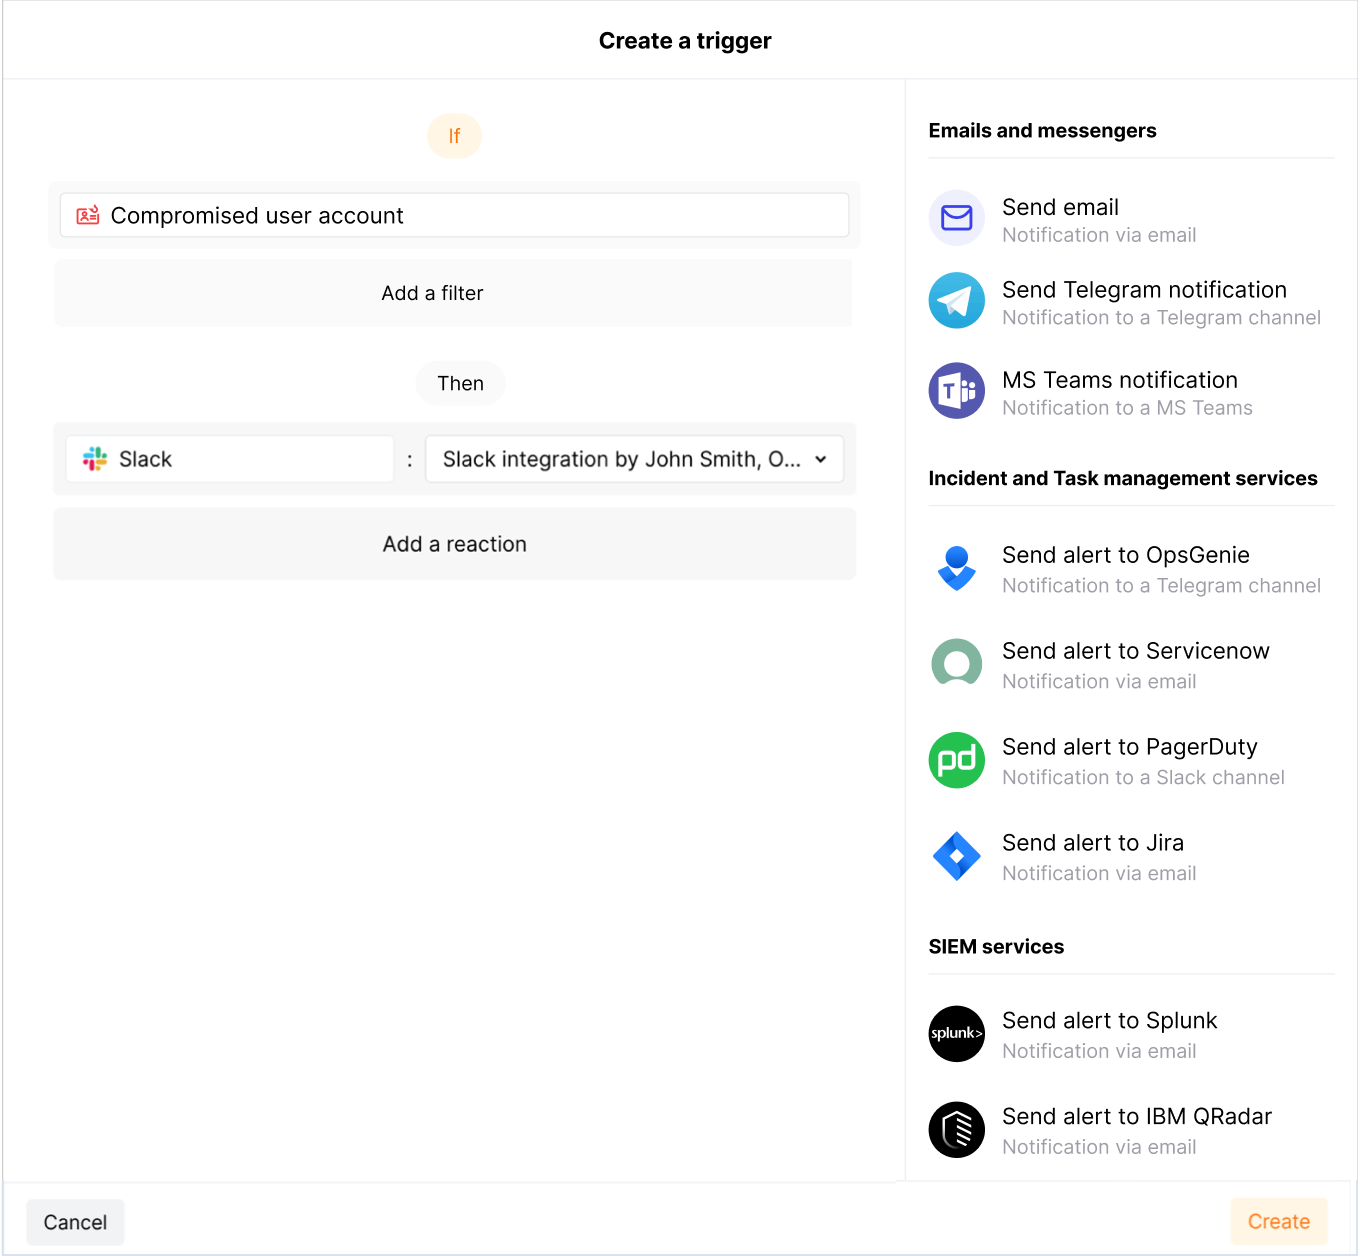 Create a trigger
If
Compromised user account
Add a filter
Then
Slack : Slack integration by John Smith, O...
Add a reaction
Emails and messengers
Send email
Notification via email
Send Telegram notification
Notification to a Telegram channel
T
MS Teams notification
Notification to a MS Teams
Incident and Task management services
Send alert to OpsGenie
Notification to a Telegram channel
Send alert to Servicenow
Notification via email
pd
Send alert to PagerDuty
Notification to a Slack channel
Send alert to Jira
Notification via email
SIEM services
splunk>
Send alert to Splunk
Notification via email
Send alert to IBM QRadar
Notification via email
Cancel
Create